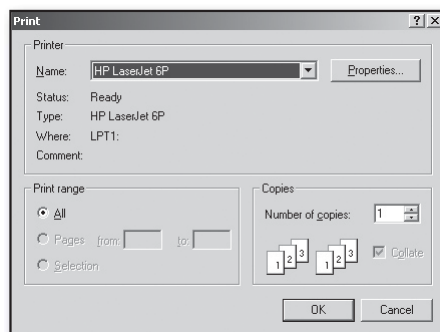 Print
Printer
Name: HP LaserJet 6P Properties...
Status: Ready
Type: HP LaserJet 6P
Where: LPT1:
Comment:
Print range
All
Pages from: to:
Selection
Copies
Number of copies: 1
1 2 3 1 2 3
Collate
OK Cancel